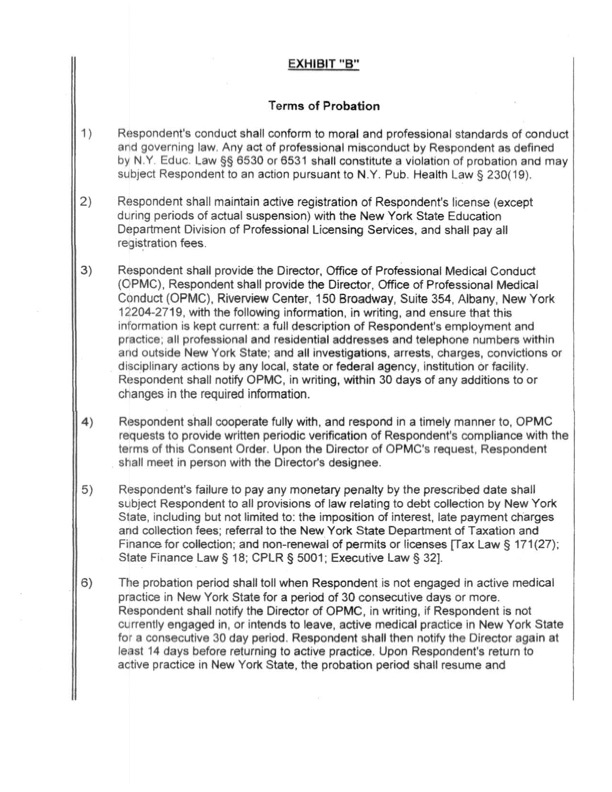 EXHIBIT "B"
Terms of Probation
1) Respondent's conduct shall conform to moral and professional standards of conduct
and governing law. Any act of professional misconduct by Respondent as defined
by N.Y. Educ. Law §§ 6530 or 6531 shall constitute a violation of probation and may
subject Respondent to an action pursuant to N.Y. Pub. Health Law § 230(19).
2) Respondent shall maintain active registration of Respondent's license (except
during periods of actual suspension) with the New York State Education
Department Division of Professional Licensing Services, and shall pay all
registration fees.
3) Respondent shall provide the Director, Office of Professional Medical Conduct
(OPMC), Respondent shall provide the Director, Office of Professional Medical
Conduct (OPMC), Riverview Center, 150 Broadway, Suite 354, Albany, New York
12204-2719, with the following information, in writing, and ensure that this
information is kept current: a full description of Respondent's employment and
practice; all professional and residential addresses and telephone numbers within
and outside New York State; and all investigations, arrests, charges, convictions or
disciplinary actions by any local, state or federal agency, institution or facility.
Respondent shall notify OPMC, in writing, within 30 days of any additions to or
changes in the required information.
4) Respondent shall cooperate fully with, and respond in a timely manner to, OPMC
requests to provide written periodic verification of Respondent's compliance with the
terms of this Consent Order. Upon the Director of OPMC's request, Respondent
shall meet in person with the Director's designee.
5) Respondent's failure to pay any monetary penalty by the prescribed date shall
subject Respondent to all provisions of law relating to debt collection by New York
State, including but not limited to: the imposition of interest, late payment charges
and collection fees; referral to the New York State Department of Taxation and
Finance for collection; and non-renewal of permits or licenses [Tax Law § 171(27);
State Finance Law § 18; CPLR § 5001; Executive Law § 32].
6) The probation period shall toll when Respondent is not engaged in active medical
practice in New York State for a period of 30 consecutive days or more.
Respondent shall notify the Director of OPMC, in writing, if Respondent is not
currently engaged in, or intends to leave, active medical practice in New York State
for a consecutive 30 day period. Respondent shall then notify the Director again at
least 14 days before returning to active practice. Upon Respondent's return to
active practice in New York State, the probation period shall resume and